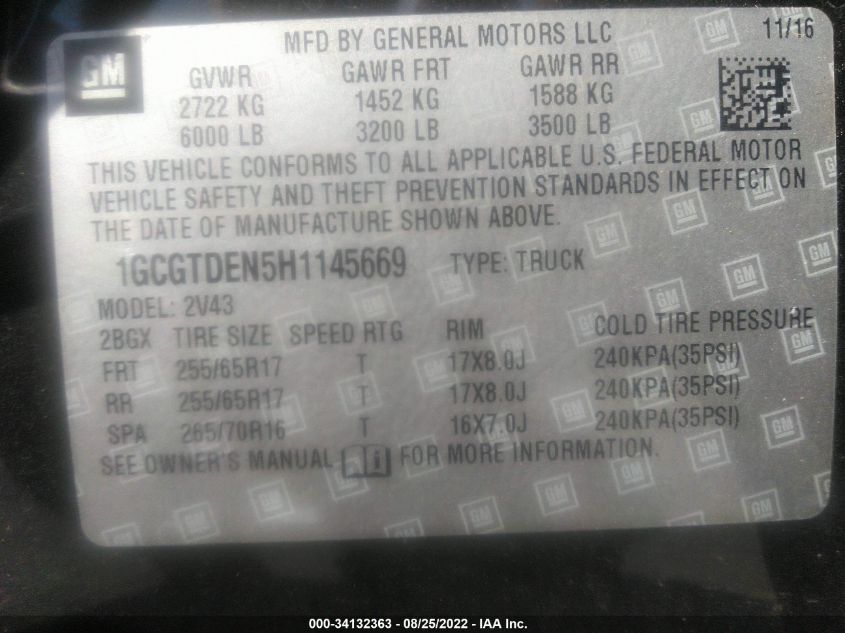 MFD BY GENERAL MOTORS LLC 11/16
GM
GVWR GAWR FRT GAWR RR
2722 KG 1452 KG 1588 KG
6000 LB 3200 LB 3500 LB
THIS VEHICLE CONFORMS TO ALL APPLICABLE U.S. FEDERAL MOTOR
VEHICLE SAFETY AND THEFT PREVENTION STANDARDS IN EFFECT ON
THE DATE OF MANUFACTURE SHOWN ABOVE.
1GCGTDEN5H1145669 TYPE: TRUCK
MODEL: 2V43
2BGX TIRE SIZE SPEED RTG RIM COLD TIRE PRESSURE
FRT 255/65R17 T 17X8.0J 240KPA(35PSI)
RR 255/65R17 T 17X8.0J 240KPA(35PSI)
SPA 265/70R16 T 16X7.0J 240KPA(35PSI)
SEE OWNER'S MANUAL FOR MORE INFORMATION.
000-34132363 - 08/25/2022 - IAA Inc.